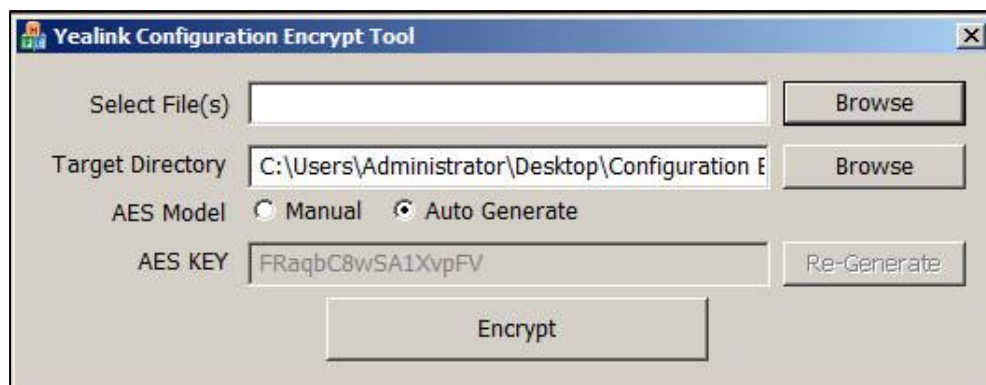 Yealink Configuration Encrypt Tool
Select File(s) Browse
Target Directory C:\Users\Administrator\Desktop\Configuration E Browse
AES Model Manual Auto Generate
AES KEY FRaqbC8wSA1XvpFV Re-Generate
Encrypt